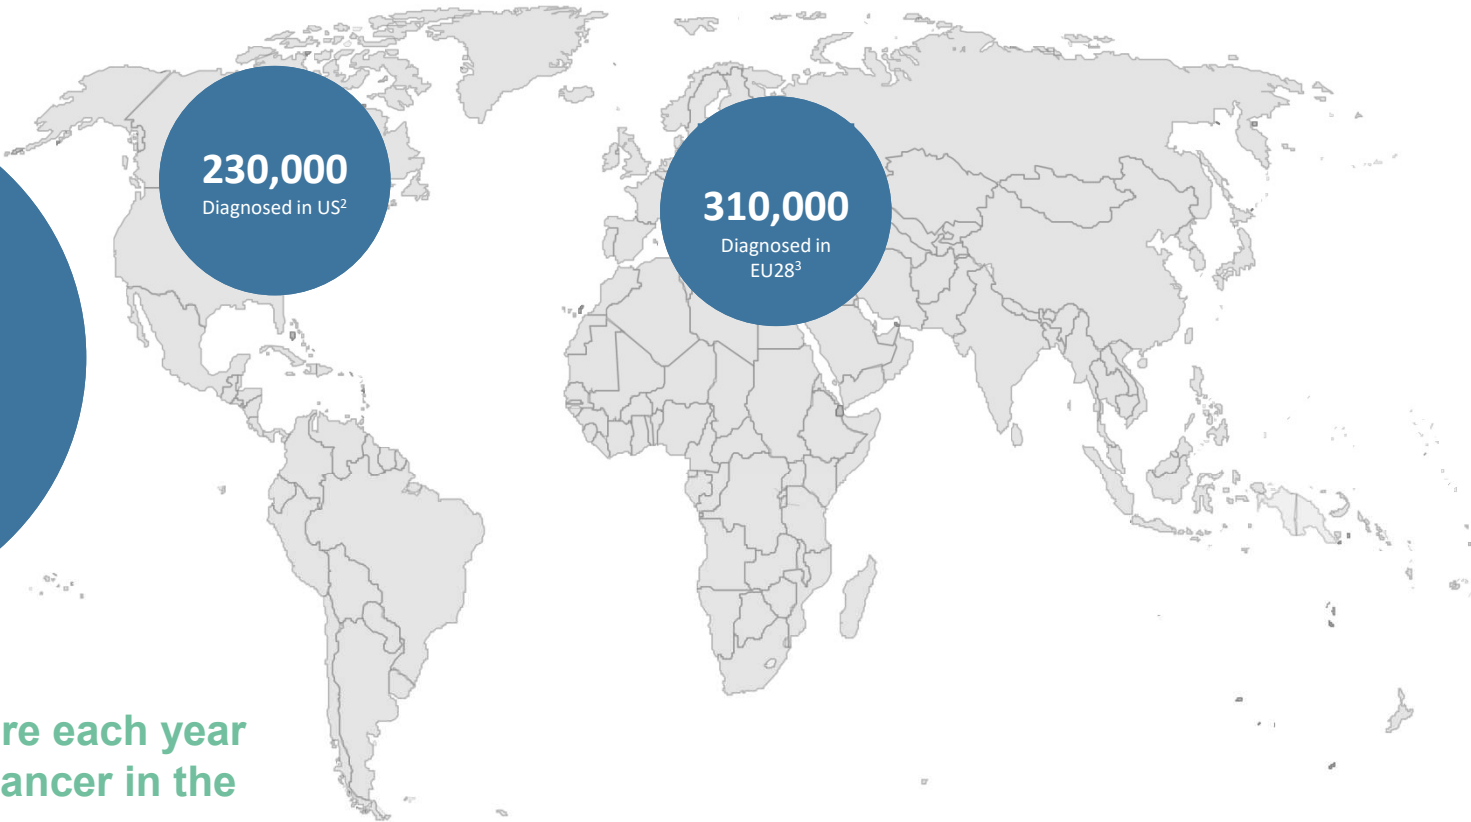 230,000
Diagnosed in US²
310,000
Diagnosed in
EU28³
re each year
ancer in the